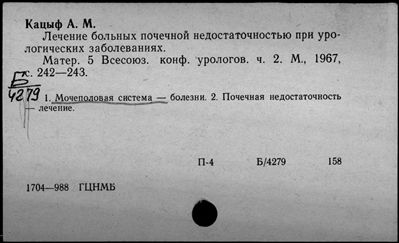 Кацыф А. М.
Лечение больных почечной недостаточностью при уро-
логических заболеваниях.
Матер. 5 Всесоюз. конф. урологов. ч. 2. М., 1967,
с. 242—243.
Б
4279
1. Мочеполовая система — болезни. 2. Почечная недостаточность
— лечение.
П-4 Б/4279 158
1704—988 ГЦНМБ